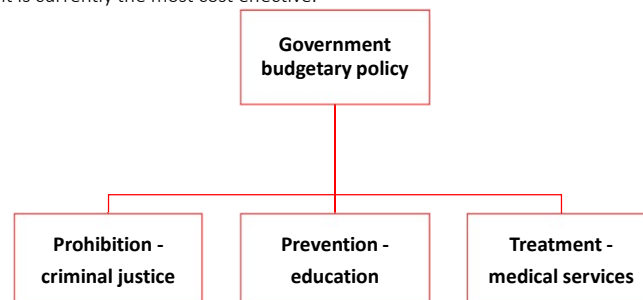 it is currently the most cost effective.
Government
budgetary policy
Prohibition -
criminal justice
Prevention -
education
Treatment -
medical services